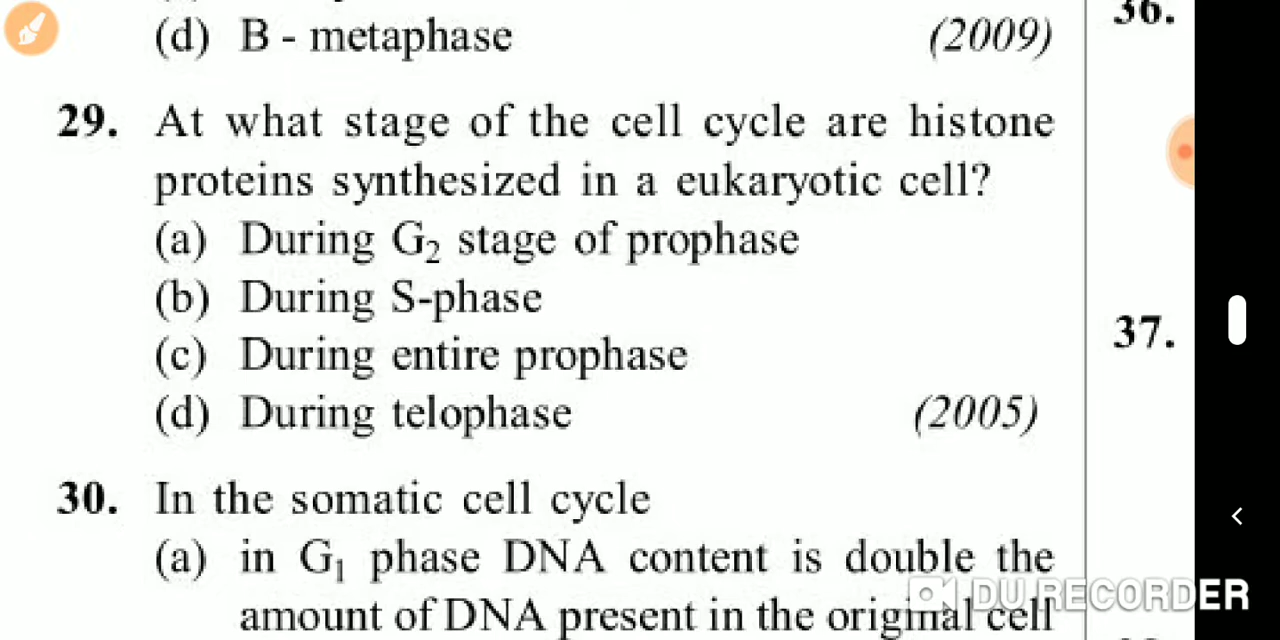 (d) B - metaphase (2009)
29. At what stage of the cell cycle are histone
proteins synthesized in a eukaryotic cell?
(a) During G₂ stage of prophase
(b) During S-phase
(c) During entire prophase
(d) During telophase (2005)
30. In the somatic cell cycle
(a) in G₁ phase DNA content is double the
amount of DNA present in the original cell
36.
37.
DU RECORDER